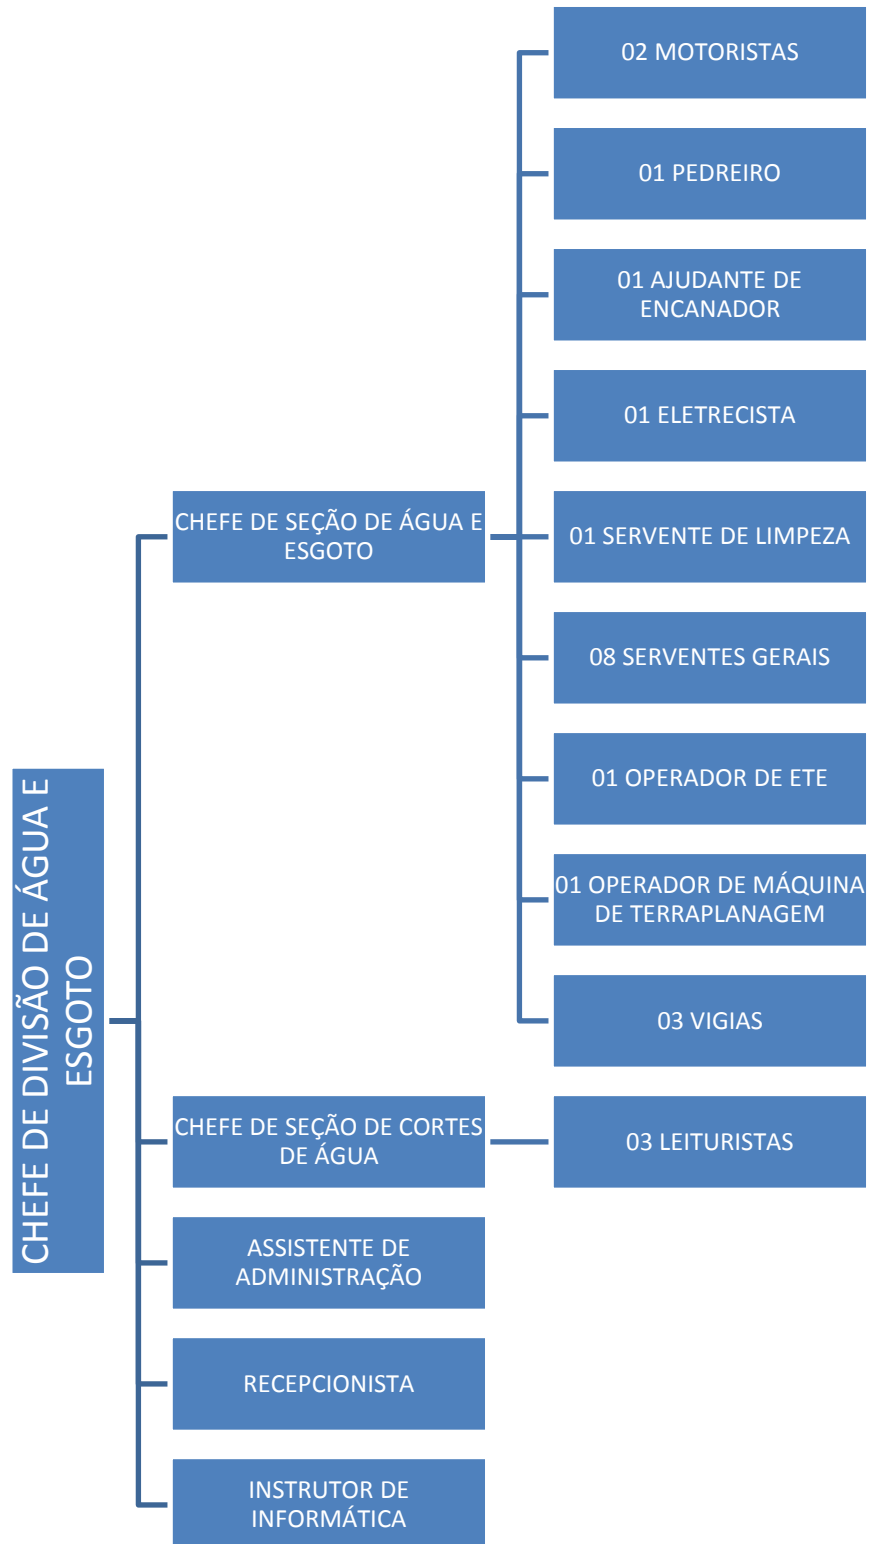 CHEFE DE DIVISÃO DE ÁGUA E
ESGOTO
CHEFE DE SEÇÃO DE ÁGUA E
ESGOTO
02 MOTORISTAS
01 PEDREIRO
01 AJUDANTE DE
ENCANADOR
01 ELETRECISTA
01 SERVENTE DE LIMPEZA
08 SERVENTES GERAIS
01 OPERADOR DE ETE
01 OPERADOR DE MÁQUINA
DE TERRAPLANAGEM
03 VIGIAS
CHEFE DE SEÇÃO DE CORTES
DE ÁGUA
03 LEITURISTAS
ASSISTENTE DE
ADMINISTRAÇÃO
RECEPCIONISTA
INSTRUTOR DE
INFORMÁTICA